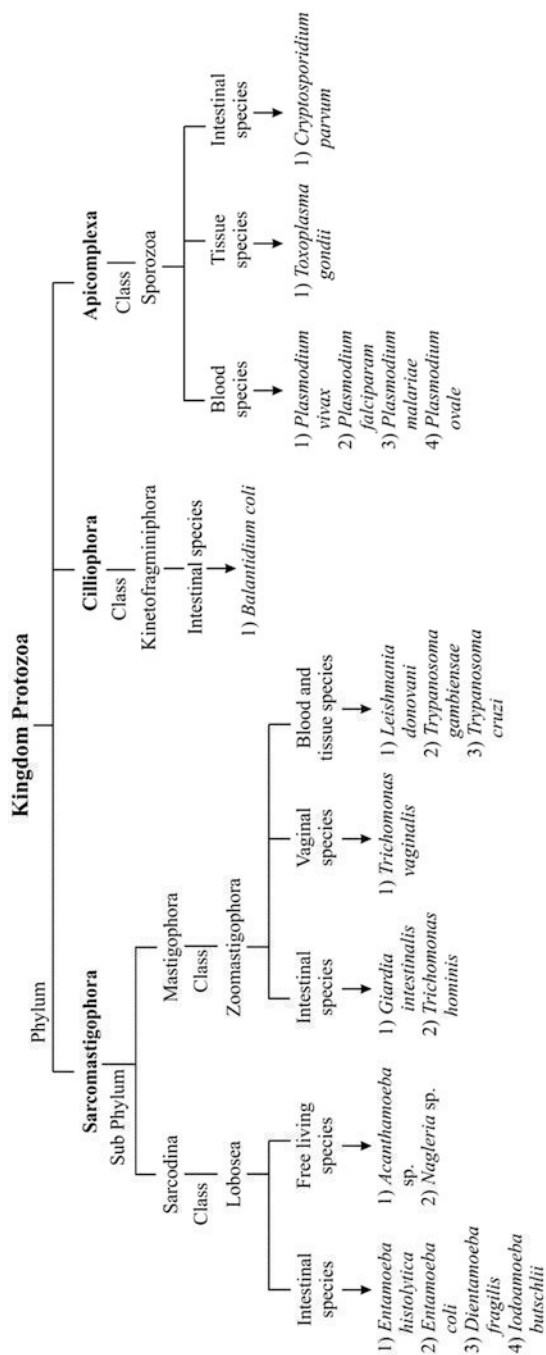 Kingdom Protozoa
Phylum
Sarcomastigophora
Sub Phylum
Sarcodina
Class
Lobosea
Intestinal
species
1) Entamoeba
histolytica
2) Entamoeba
coli
3) Dientamoeba
fragilis
4) Iodoamoeba
butschlii
Free living
species
1) Acanthamoeba
sp.
2) Nagleria sp.
Mastigophora
Class
Zoomastigophora
Intestinal
species
1) Giardia
intestinalis
2) Trichomonas
hominis
Vaginal
species
1) Trichomonas
vaginalis
Blood and
tissue species
1) Leishmania
donovani
2) Trypanosoma
gambiensae
3) Trypanosoma
cruzi
Cilliophora
Class
Kinetofragminiphora
Intestinal species
1) Balantidium coli
Apicomplexa
Class
Sporozoa
Blood
species
1) Plasmodium
vivax
2) Plasmodium
falciparam
3) Plasmodium
malariae
4) Plasmodium
ovale
Tissue
species
1) Toxoplasma
gondii
Intestinal
species
1) Cryptosporidium
parvum